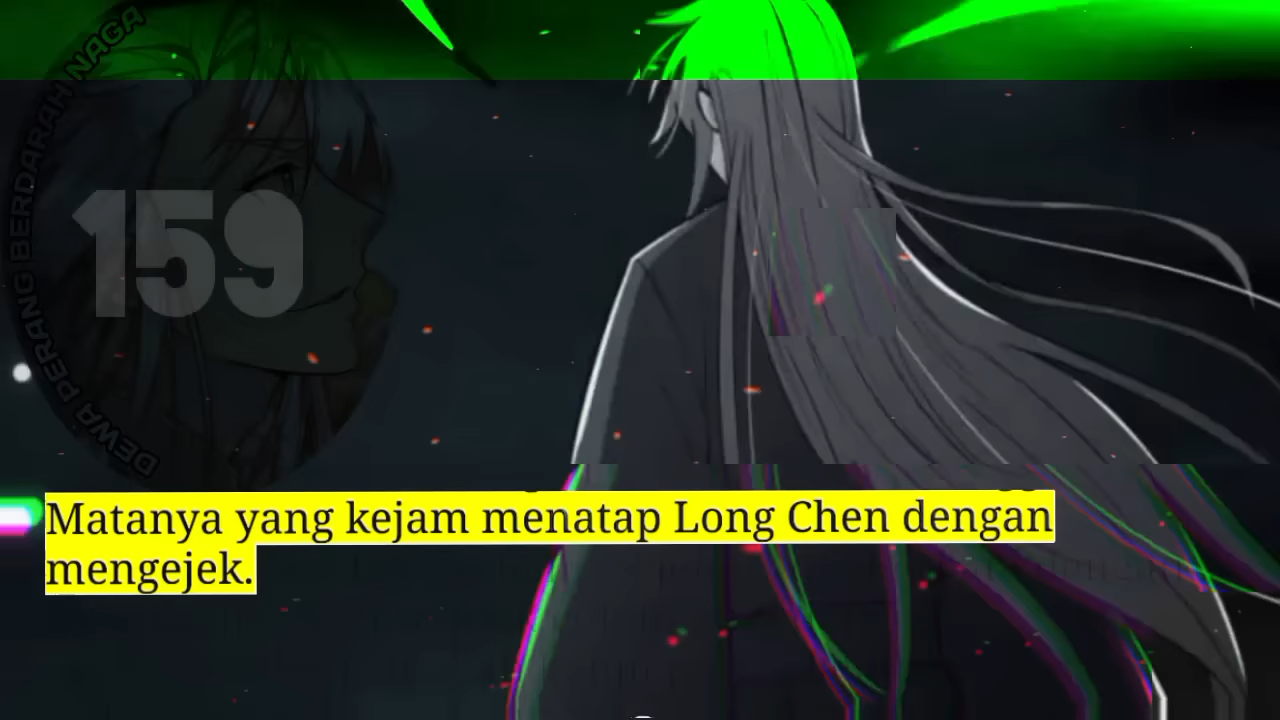 DEWA PERANG BERDARAH NAGA
159
Matanya yang kejam menatap Long Chen dengan
mengejek.